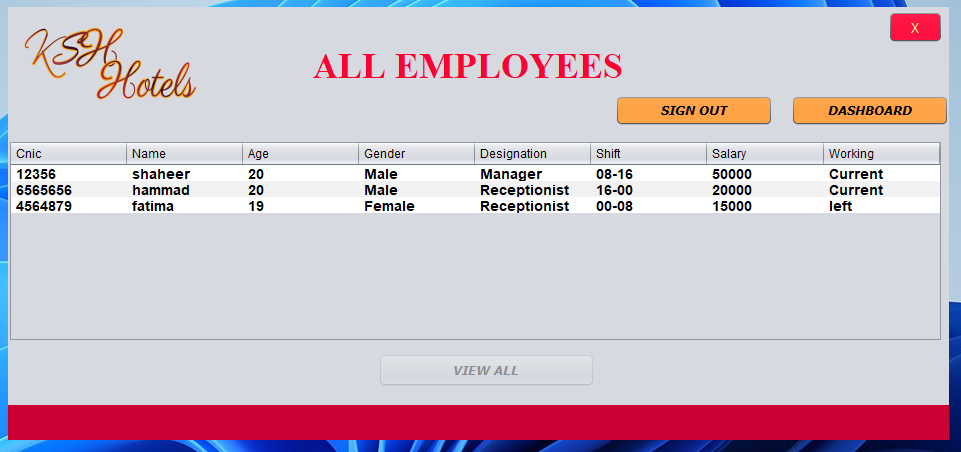 X
KSH
Hotels
ALL EMPLOYEES
SIGN OUT DASHBOARD
Cnic Name Age Gender Designation Shift Salary Working
12356 shaheer 20 Male Manager 08-16 50000 Current
6565656 hammad 20 Male Receptionist 16-00 20000 Current
4564879 fatima 19 Female Receptionist 00-08 15000 left
VIEW ALL